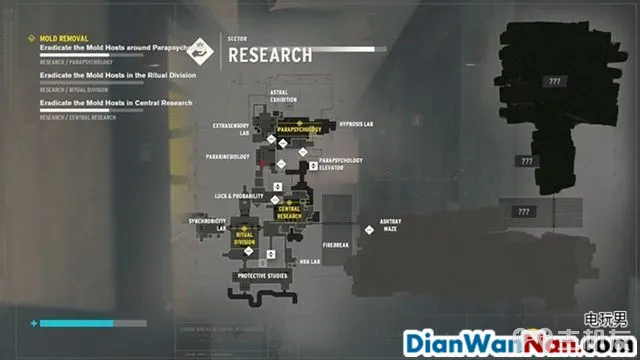 MOLD REMOVAL
Eradicate the Mold Hosts around Parapsycho
RESEARCH / PARAPSYCHOLOGY
Eradicate the Mold Hosts in the Ritual Division
RESEARCH / RITUAL DIVISION
Eradicate the Mold Hosts in Central Research
RESEARCH / CENTRAL RESEARCH
SECTOR
RESEARCH
ASTRAL
EXHIBITION
EXTRASENSORY
LAB
PARAPSYCHOLOGY
HYPNOSIS LAB
PARAKINESIOLOGY
PARAPSYCHOLOGY
ELEVATOR
LUCK & PROBABILITY
CENTRAL
RESEARCH
SYNCHRONICITY
LAB
RITUAL
DIVISION
FIREBREAK
ASHTRAY
MAZE
HRA LAB
PROTECTIVE STUDIES
???
???
???
电玩男
DianWanNan.com